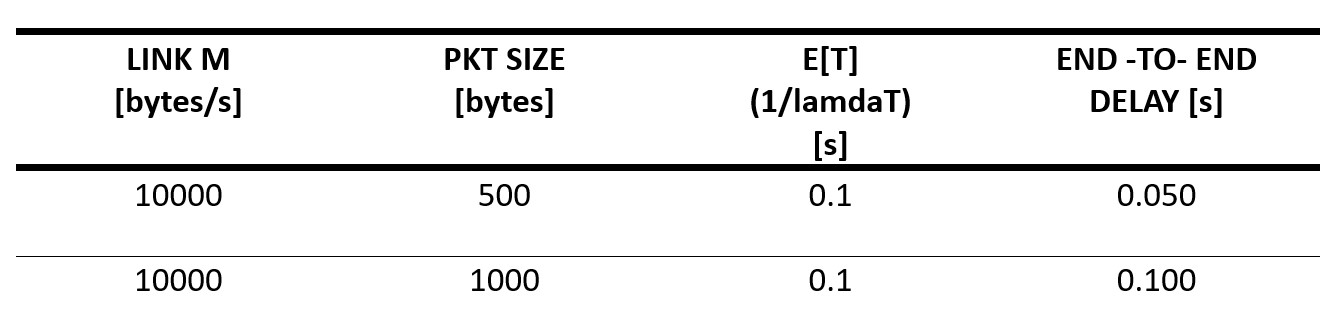 LINK M PKT SIZE E[T] END -TO- END
[bytes/s] [bytes] (1/lamdaT) DELAY [s]
[s]
10000 500 0.1 0.050
10000 1000 0.1 0.100